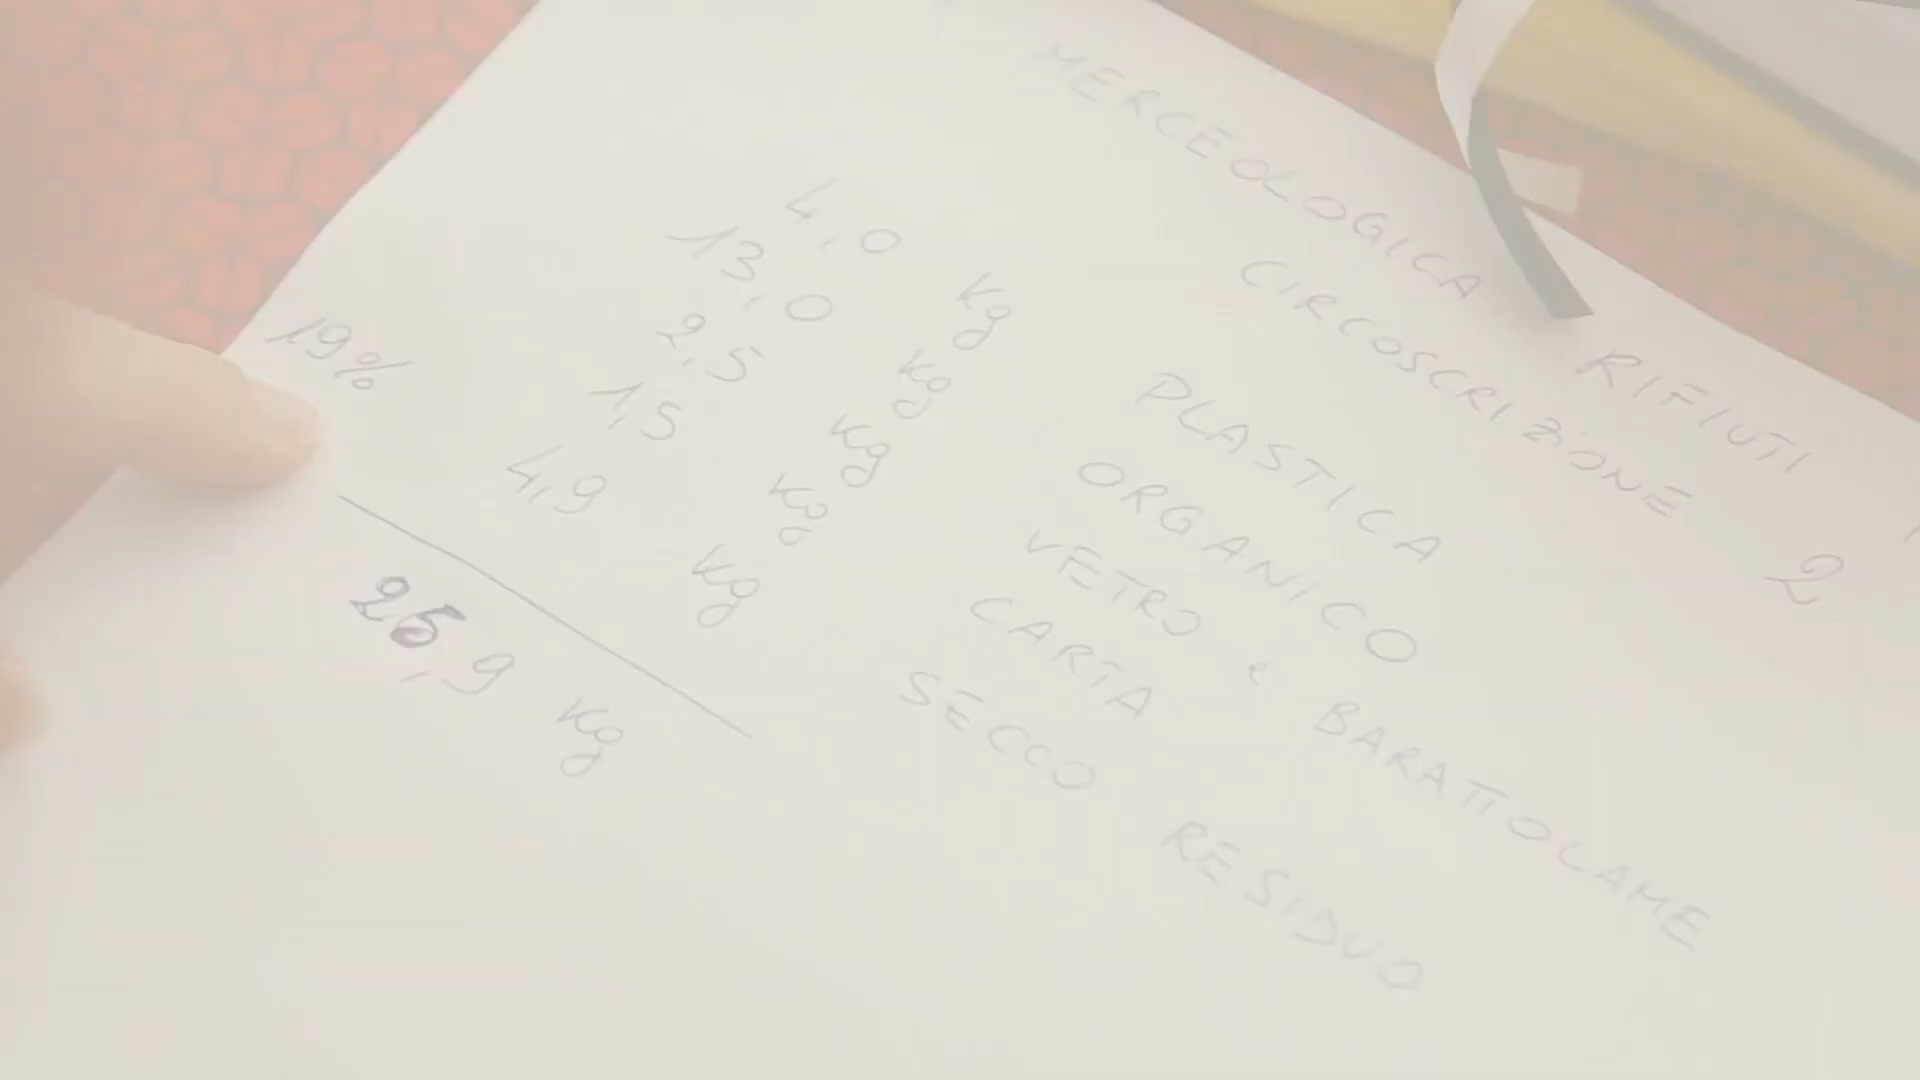 MERCEOLOGICA RIFIUTI
CIRCOSCRIZIONE 2
4,0 kg PLASTICA
13,0 kg ORGANICO
2,5 kg VETRO e BARATTOLAME
1,5 kg CARTA
19% 4,9 kg SECCO RESIDUO
25,9 kg